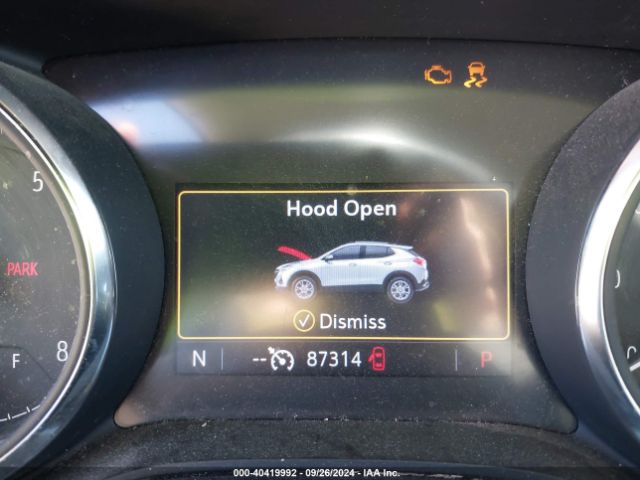 Hood Open
Dismiss
N -- 87314 P
5
PARK
F 8
000-40419992 - 09/26/2024 - IAA Inc.